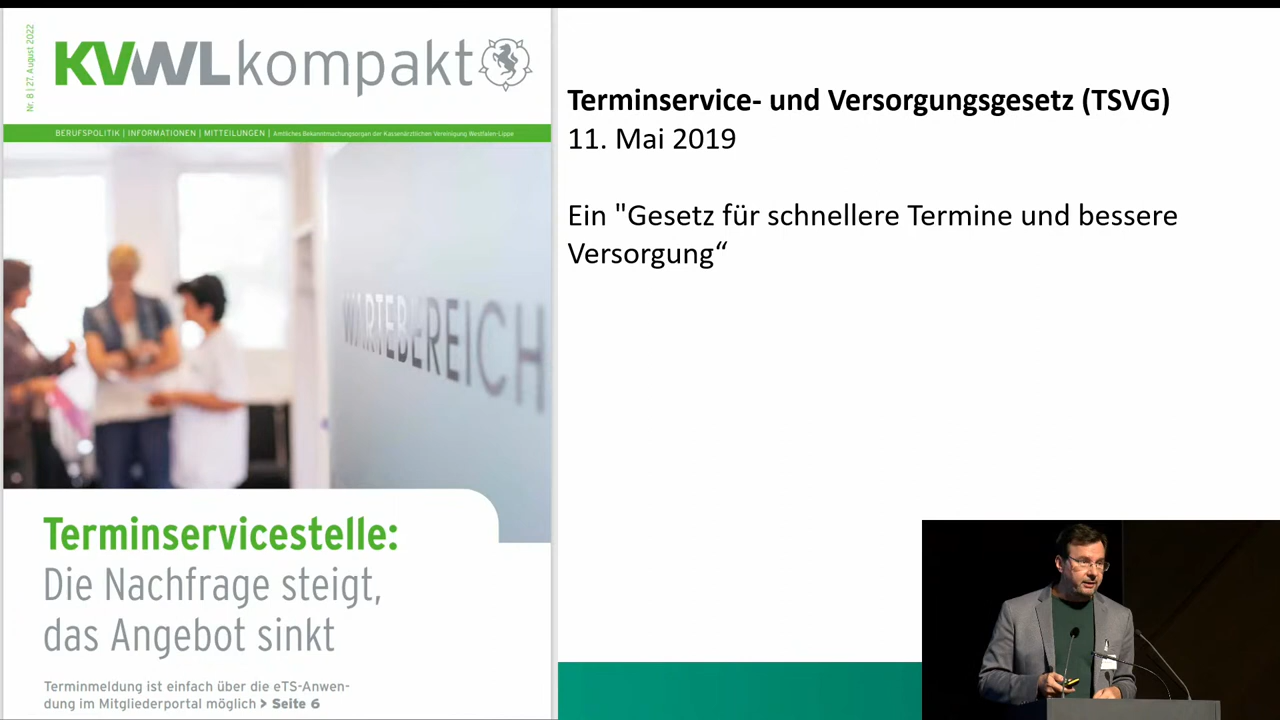 Nr. 8 | 27. August 2022
KVWLkompakt
BERUFSPOLITIK | INFORMATIONEN | MITTEILUNGEN | Amtliches Bekanntmachungsorgan der Kassenärztlichen Vereinigung Westfalen-Lippe
WARTEBEREICH
Terminservicestelle:
Die Nachfrage steigt,
das Angebot sinkt
Terminmeldung ist einfach über die eTS-Anwen-
dung im Mitgliederportal möglich > Seite 6
Terminservice- und Versorgungsgesetz (TSVG)
11. Mai 2019
Ein "Gesetz für schnellere Termine und bessere
Versorgung“